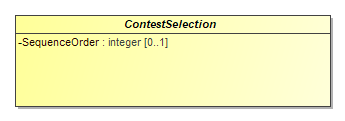 ContestSelection
-SequenceOrder : integer [0..1]